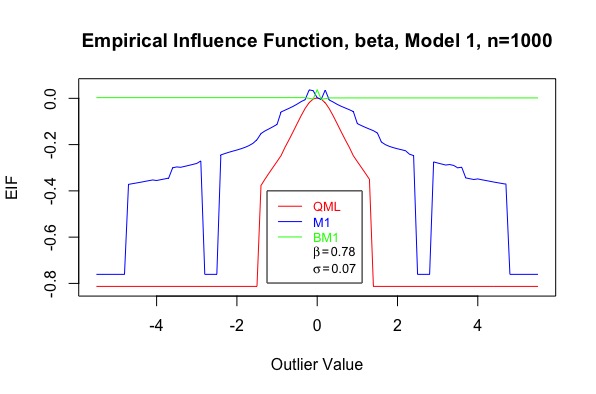 Empirical Influence Function, beta, Model 1, n=1000
EIF
0.0
-0.2
-0.4
-0.6
-0.8
QML
M1
BM1
β=0.78
σ=0.07
-4 -2 0 2 4
Outlier Value